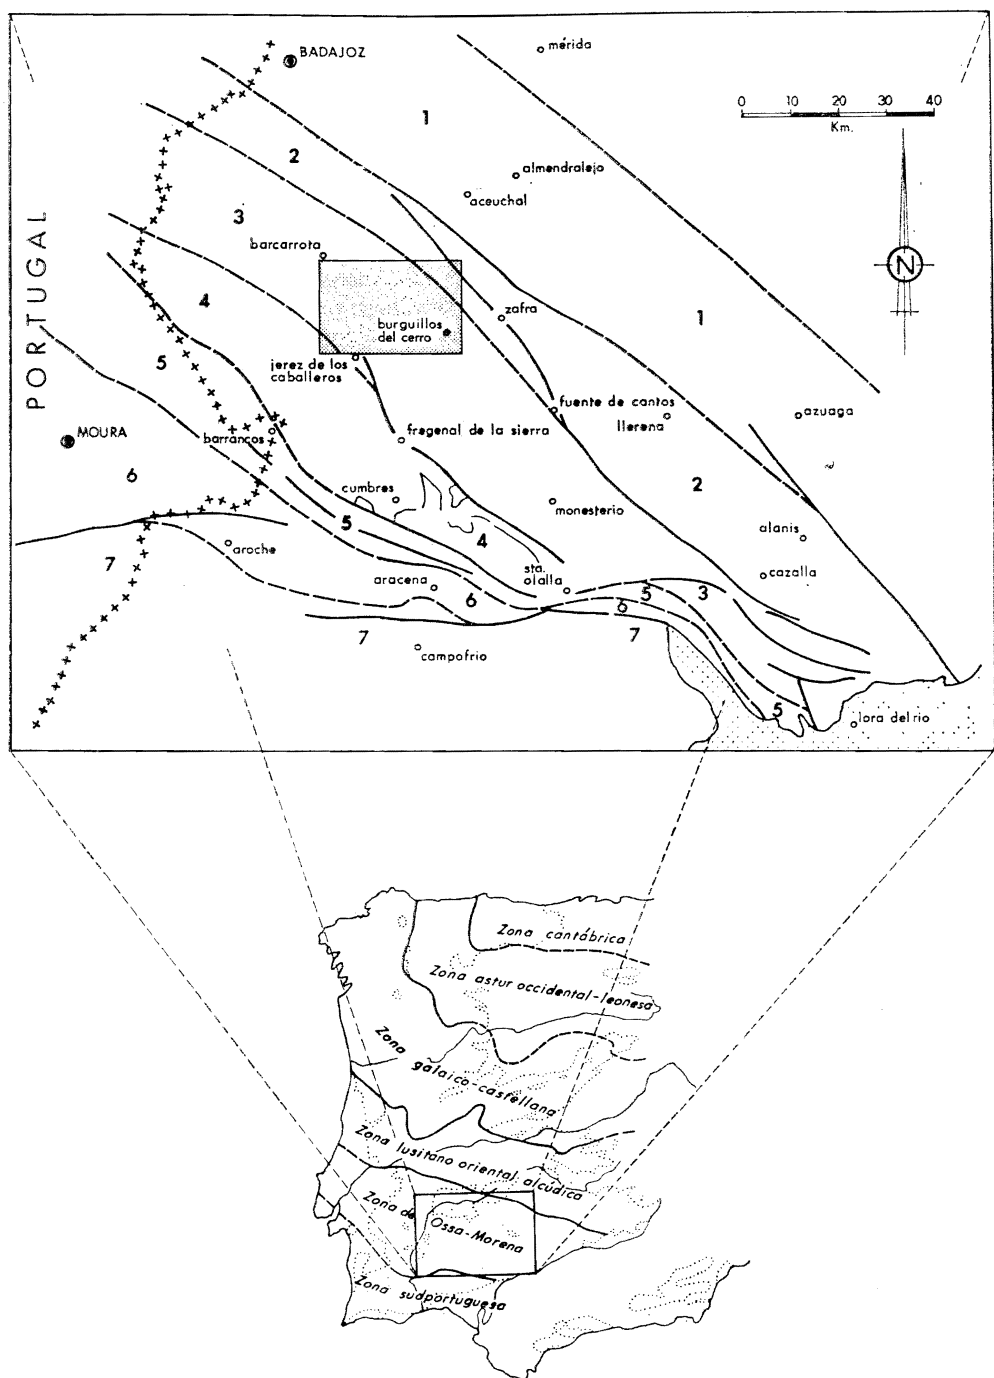 BADAJOZ
mérida
1
0 10 20 30 40
Km.
2
almendralejo
aceuchal
3
barcarrota
PORTUGAL
N
4
zafra
1
burguillos
del cerro
5
jerez de los
caballeros
fuente de cantos
llerena
azuaga
MOURA
barrancos
fregenal de la sierra
6
cumbres
2
monesterio
5
4
alanis
7
aroche
sta.
olalla
cazalla
aracena
5
3
6
6
7
7
campofrio
5
lora del rio
Zona cantábrica
Zona astur occidental-leonesa
Zona galaico-castellana
Zona lusitano oriental alcúdica
Zona de Ossa-Morena
Zona sudportuguesa